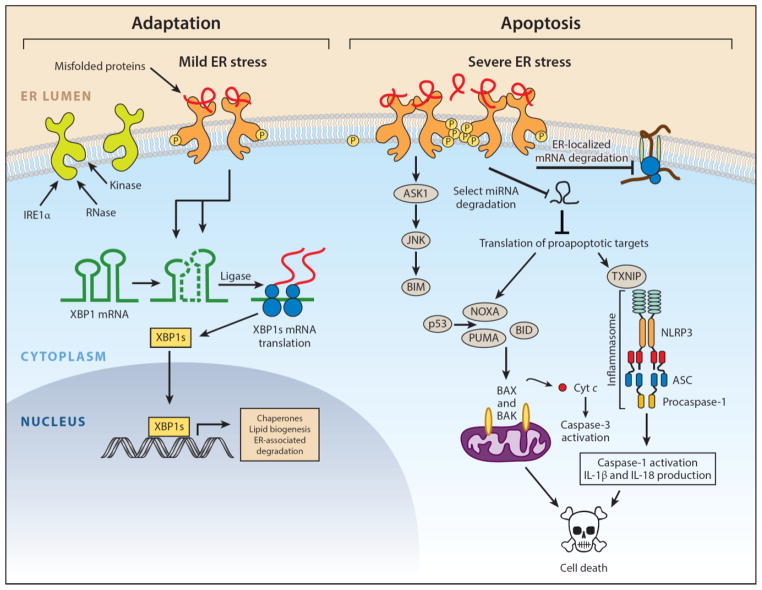 Adaptation
Apoptosis
Misfolded proteins
Mild ER stress
Severe ER stress
ER LUMEN
P
P
P
P
P
P
P
P
P
P
Kinase
RNase
IRE1α
ER-localized
mRNA degradation
ASK1
Select miRNA
degradation
JNK
Translation of proapoptotic targets
BIM
TXNIP
Ligase
XBP1 mRNA
XBP1s mRNA
translation
XBP1s
NOXA
p53
BID
PUMA
Inflammasome
NLRP3
ASC
Procaspase-1
CYTOPLASM
BAX
and
BAK
Cyt c
Caspase-3
activation
NUCLEUS
XBP1s
Chaperones
Lipid biogenesis
ER-associated
degradation
Caspase-1 activation
IL-1β and IL-18 production
Cell death